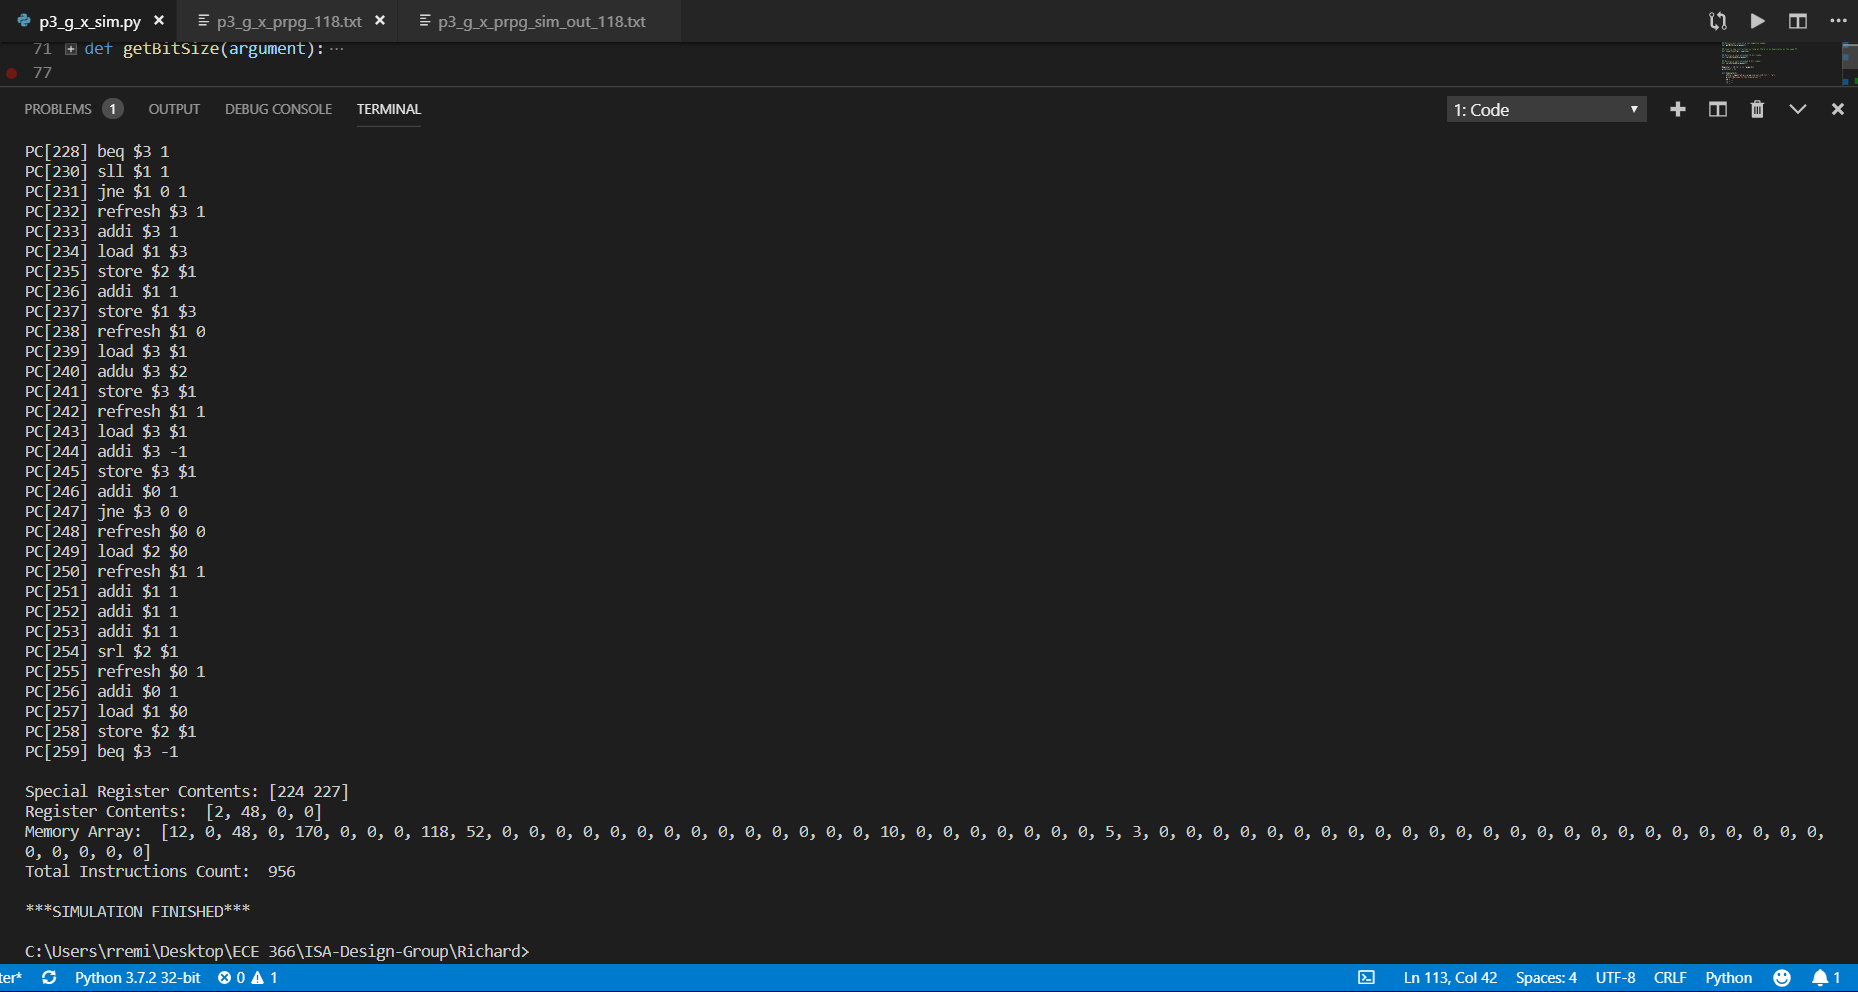 p3_g_x_sim.py × p3_g_x_prpg_118.txt × p3_g_x_prpg_sim_out_118.txt
71 def getBitSize(argument):...
77
PROBLEMS 1 OUTPUT DEBUG CONSOLE TERMINAL 1: Code
PC[228] beq $3 1
PC[230] sll $1 1
PC[231] jne $1 0 1
PC[232] refresh $3 1
PC[233] addi $3 1
PC[234] load $1 $3
PC[235] store $2 $1
PC[236] addi $1 1
PC[237] store $1 $3
PC[238] refresh $1 0
PC[239] load $3 $1
PC[240] addu $3 $2
PC[241] store $3 $1
PC[242] refresh $1 1
PC[243] load $3 $1
PC[244] addi $3 -1
PC[245] store $3 $1
PC[246] addi $0 1
PC[247] jne $3 0 0
PC[248] refresh $0 0
PC[249] load $2 $0
PC[250] refresh $1 1
PC[251] addi $1 1
PC[252] addi $1 1
PC[253] addi $1 1
PC[254] srl $2 $1
PC[255] refresh $0 1
PC[256] addi $0 1
PC[257] load $1 $0
PC[258] store $2 $1
PC[259] beq $3 -1
Special Register Contents: [224 227]
Register Contents:  [2, 48, 0, 0]
Memory Array:  [12, 0, 48, 0, 170, 0, 0, 0, 118, 52, 0, 0, 0, 0, 0, 0, 0, 0, 0, 0, 0, 0, 0, 0, 10, 0, 0, 0, 0, 0, 0, 0, 5, 3, 0, 0, 0, 0, 0, 0, 0, 0, 0, 0, 0, 0, 0, 0, 0, 0, 0, 0, 0, 0, 0, 0, 0, 0, 0,
0, 0, 0, 0, 0]
Total Instructions Count:  956
***SIMULATION FINISHED***
C:\Users\rremi\Desktop\ECE 366\ISA-Design-Group\Richard>
ter* Python 3.7.2 32-bit 0 1 Ln 113, Col 42 Spaces: 4 UTF-8 CRLF Python 1